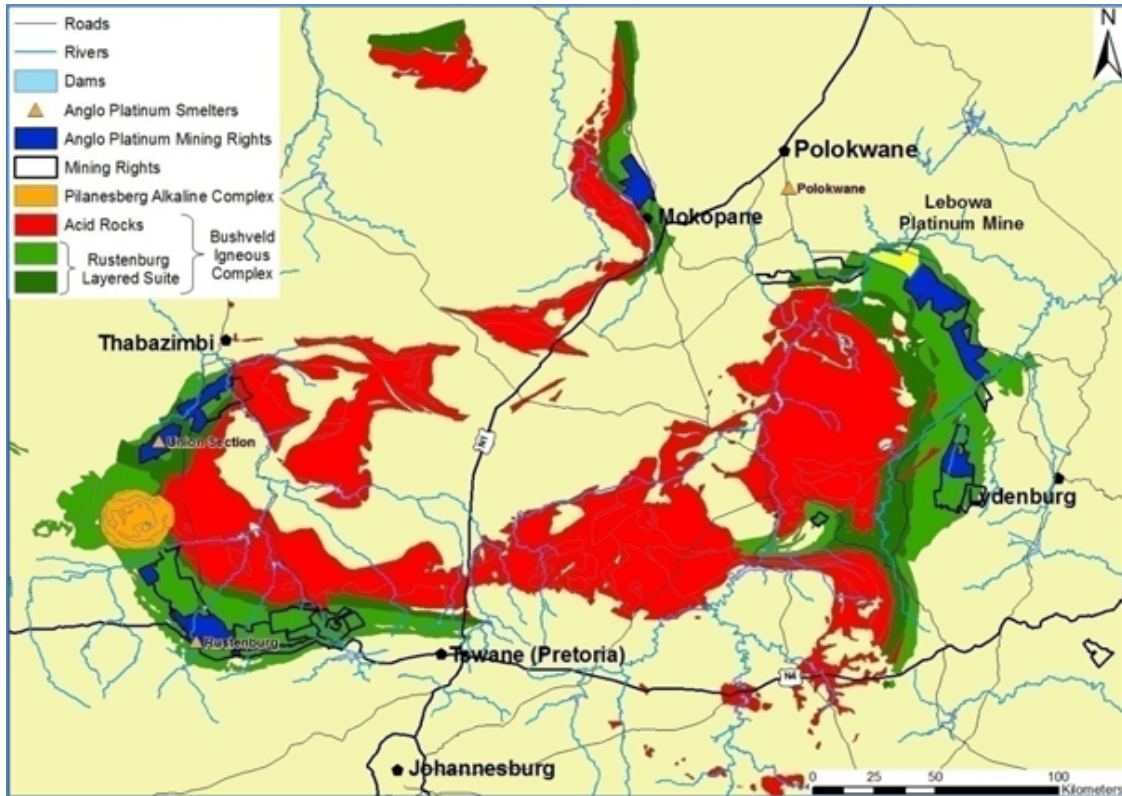 Roads
Rivers
Dams
Anglo Platinum Smelters
Anglo Platinum Mining Rights
Mining Rights
Pilanesberg Alkaline Complex
Acid Rocks
Rustenburg
Layered Suite
Bushveld
Igneous
Complex
N
Polokwane
Polokwane
Lebowa
Platinum Mine
Mokopane
Thabazimbi
N1
Union Section
Lydenburg
Rustenburg
Tswane (Pretoria)
N4
Johannesburg
0 25 50 100
Kilometers